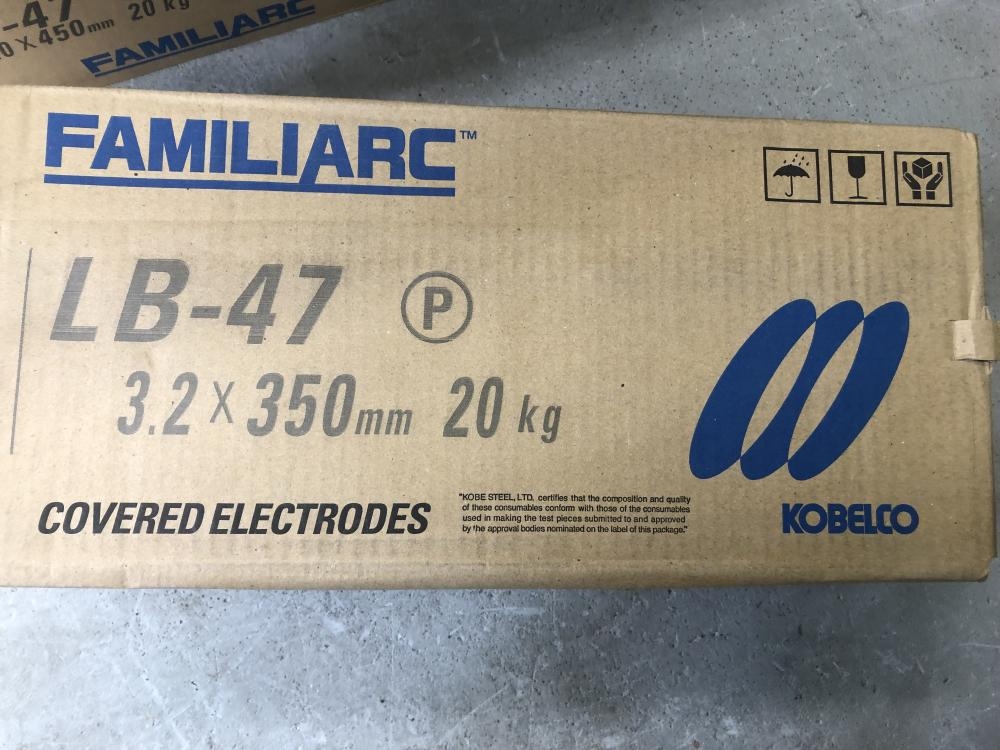 -47
0 X 450mm 20 kg
FAMILIARC
FAMILIARC™
LB-47 Ⓟ
3.2 X 350mm 20 kg
COVERED ELECTRODES
"KOBE STEEL, LTD. certifies that the composition and quality
of these consumables conform with those of the consumables
used in making the test pieces submitted to and approved
by the approval bodies nominated on the label of this package."
KOBELCO